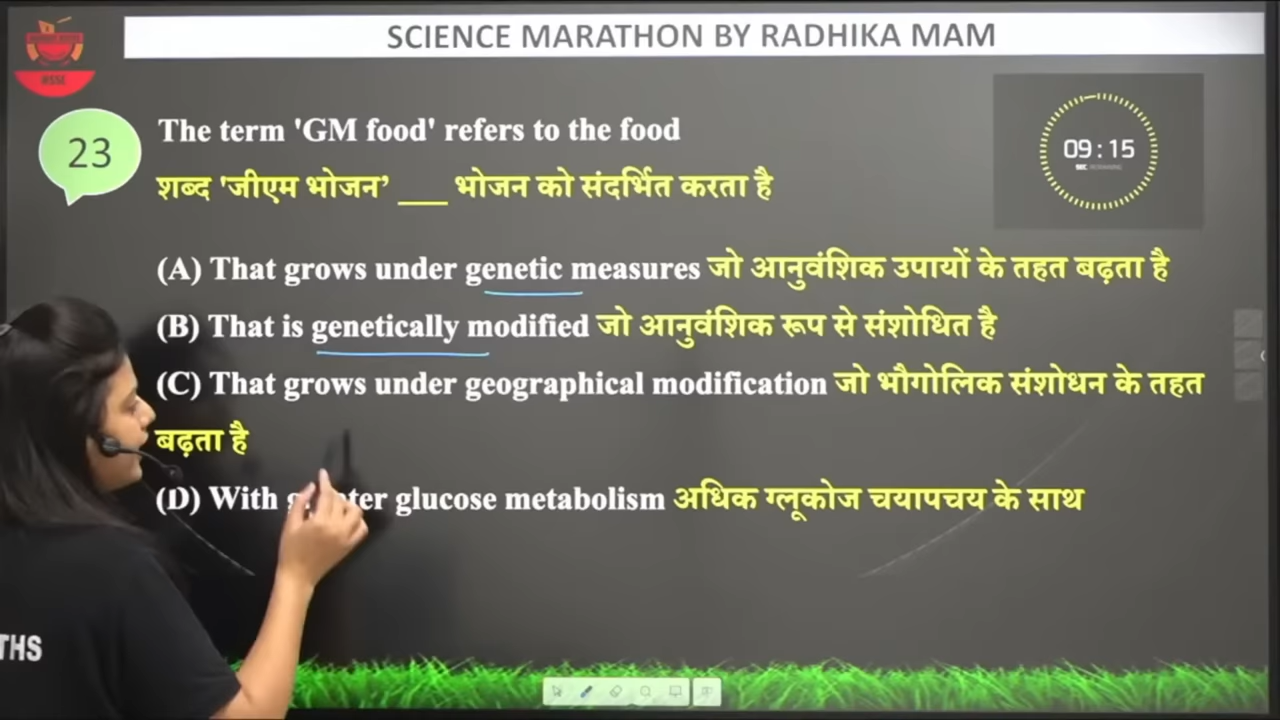 SCIENCE MARATHON BY RADHIKA MAM
23
The term 'GM food' refers to the food
शब्द 'जीएम भोजन’ ___ भोजन को संदर्भित करता है
09:15
SEC
(A) That grows under genetic measures जो आनुवंशिक उपायों के तहत बढ़ता है
(B) That is genetically modified जो आनुवंशिक रूप से संशोधित है
(C) That grows under geographical modification जो भौगोलिक संशोधन के तहत
बढ़ता है
(D) With glucose metabolism अधिक ग्लूकोज चयापचय के साथ
THS